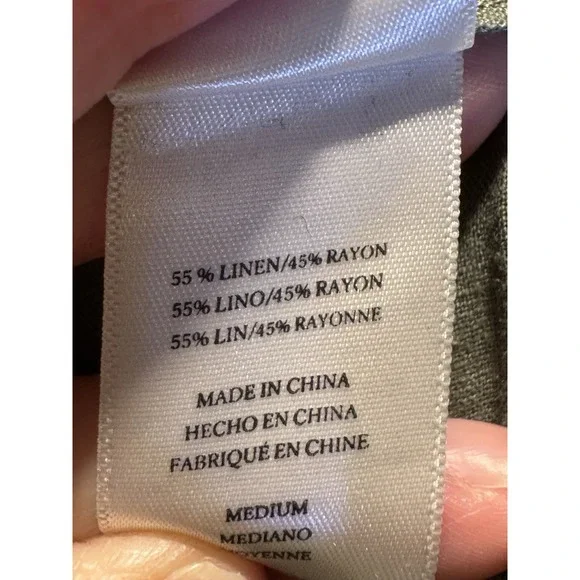 55 % LINEN/45% RAYON
55% LINO/45% RAYON
55% LIN/45% RAYONNE
MADE IN CHINA
HECHO EN CHINA
FABRIQUÉ EN CHINE
MEDIUM
MEDIANO